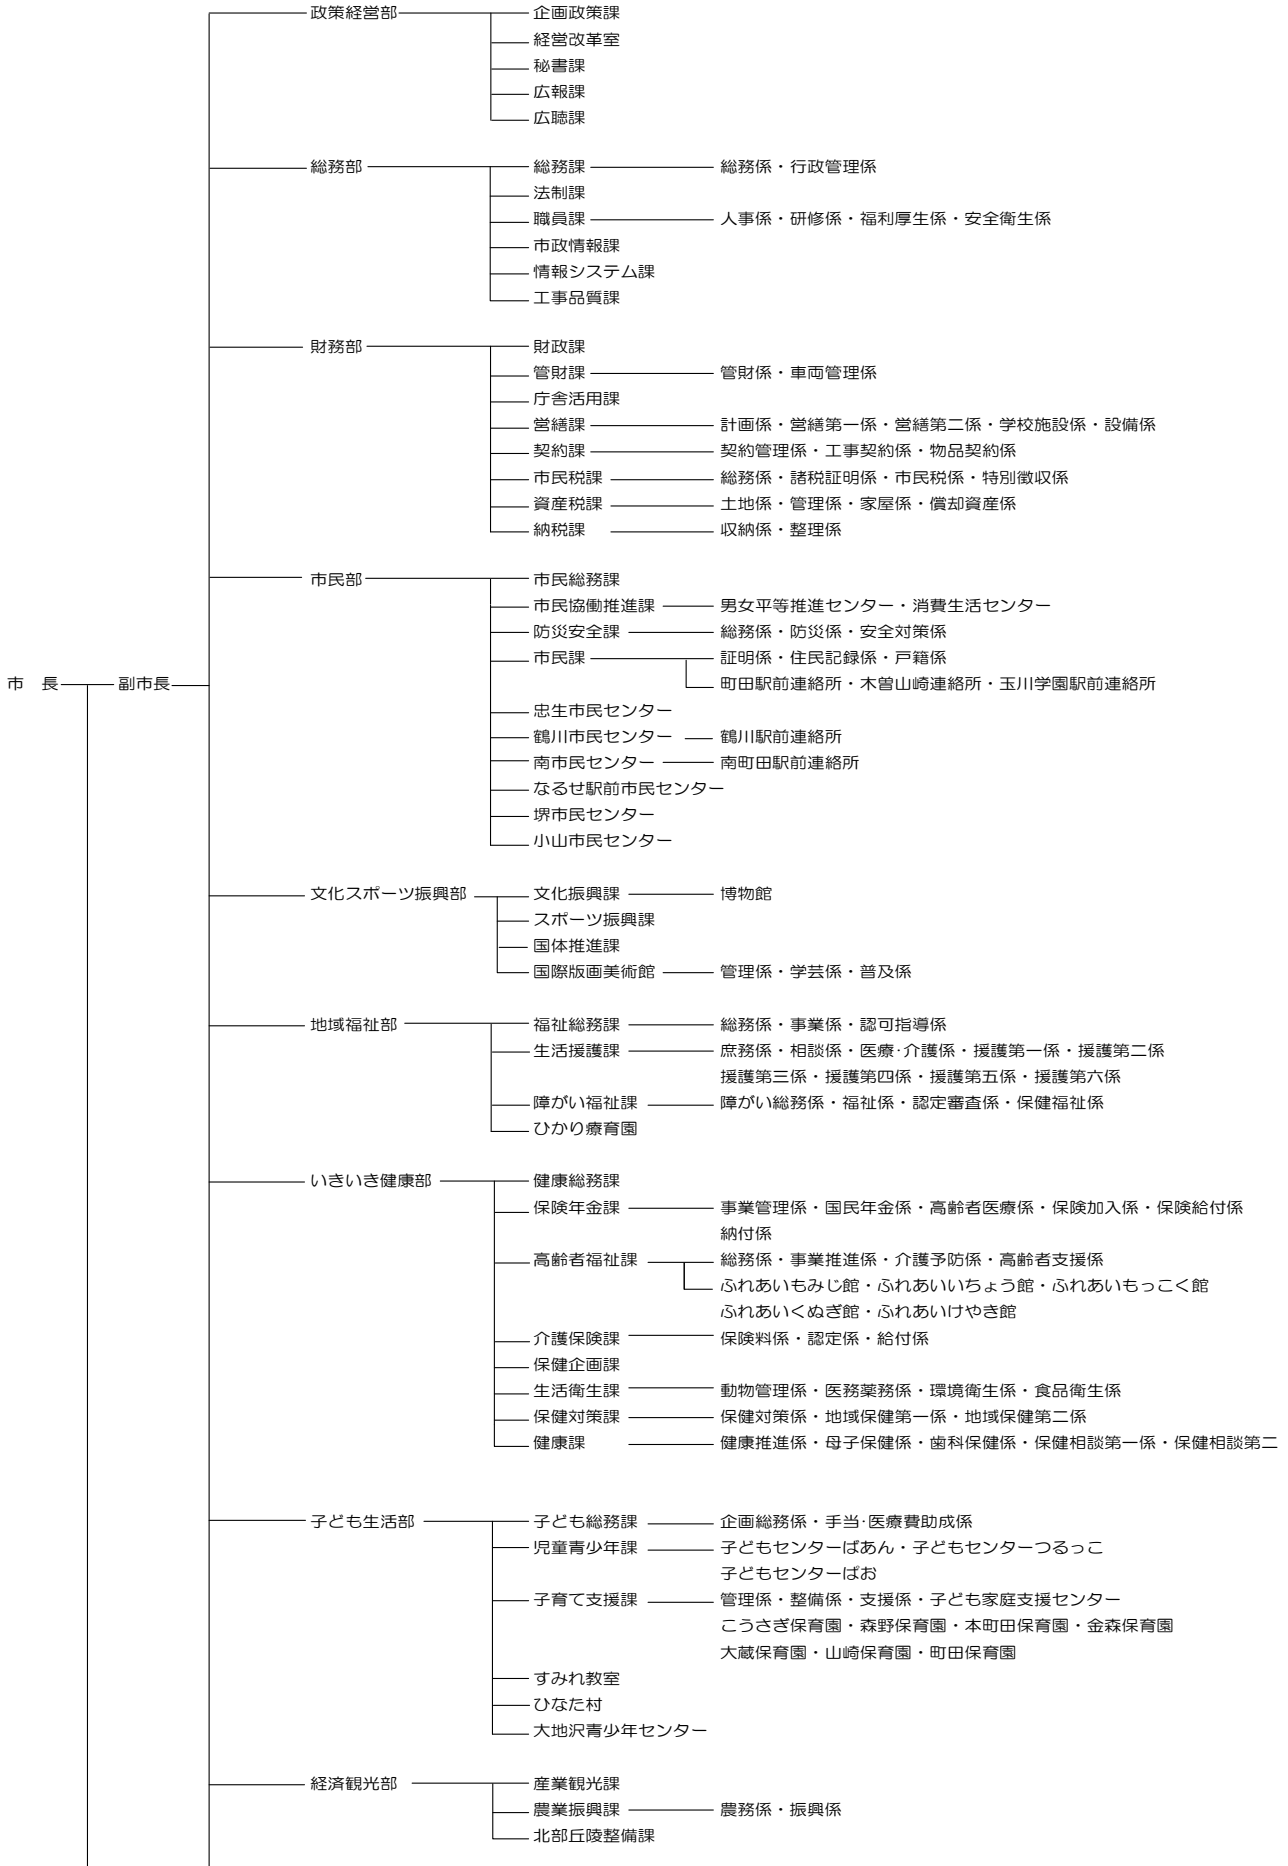 政策経営部 企画政策課
経営改革室
秘書課
広報課
広聴課
総務部 総務課 総務係・行政管理係
法制課
職員課 人事係・研修係・福利厚生係・安全衛生係
市政情報課
情報システム課
工事品質課
財務部 財政課
管財課 管財係・車両管理係
庁舎活用課
営繕課 計画係・営繕第一係・営繕第二係・学校施設係・設備係
契約課 契約管理係・工事契約係・物品契約係
市民税課 総務係・諸税証明係・市民税係・特別徴収係
資産税課 土地係・管理係・家屋係・償却資産係
納税課 収納係・整理係
市民部 市民総務課
市民協働推進課 男女平等推進センター・消費生活センター
防災安全課 総務係・防災係・安全対策係
市民課 証明係・住民記録係・戸籍係
市　長 副市長 町田駅前連絡所・木曽山崎連絡所・玉川学園駅前連絡所
忠生市民センター
鶴川市民センター 鶴川駅前連絡所
南市民センター 南町田駅前連絡所
なるせ駅前市民センター
堺市民センター
小山市民センター
文化スポーツ振興部 文化振興課 博物館
スポーツ振興課
国体推進課
国際版画美術館 管理係・学芸係・普及係
地域福祉部 福祉総務課 総務係・事業係・認可指導係
生活援護課 庶務係・相談係・医療･介護係・援護第一係・援護第二係
援護第三係・援護第四係・援護第五係・援護第六係
障がい福祉課 障がい総務係・福祉係・認定審査係・保健福祉係
ひかり療育園
いきいき健康部 健康総務課
保険年金課 事業管理係・国民年金係・高齢者医療係・保険加入係・保険給付係
納付係
高齢者福祉課 総務係・事業推進係・介護予防係・高齢者支援係
ふれあいもみじ館・ふれあいいちょう館・ふれあいもっこく館
ふれあいくぬぎ館・ふれあいけやき館
介護保険課 保険料係・認定係・給付係
保健企画課
生活衛生課 動物管理係・医務薬務係・環境衛生係・食品衛生係
保健対策課 保健対策係・地域保健第一係・地域保健第二係
健康課 健康推進係・母子保健係・歯科保健係・保健相談第一係・保健相談第二
子ども生活部 子ども総務課 企画総務係・手当･医療費助成係
児童青少年課 子どもセンターばあん・子どもセンターつるっこ
子どもセンターぱお
子育て支援課 管理係・整備係・支援係・子ども家庭支援センター
こうさぎ保育園・森野保育園・本町田保育園・金森保育園
大蔵保育園・山崎保育園・町田保育園
すみれ教室
ひなた村
大地沢青少年センター
経済観光部 産業観光課
農業振興課 農務係・振興係
北部丘陵整備課